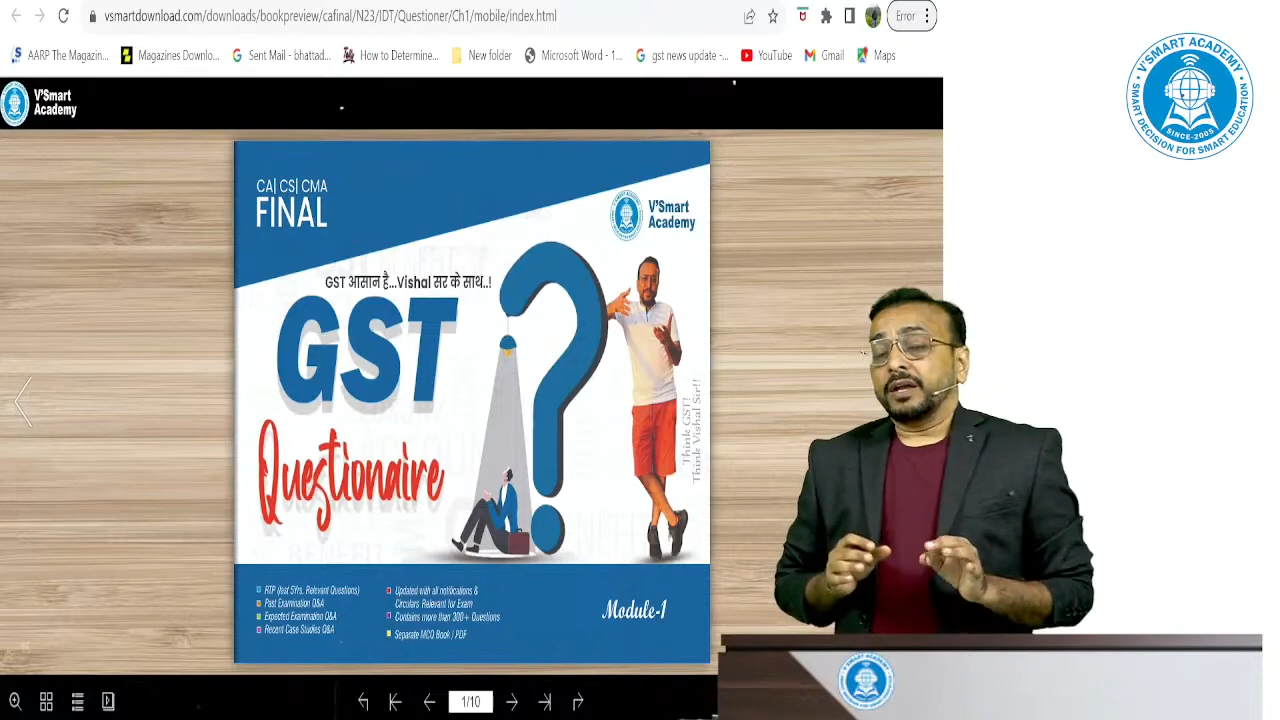 vsmartdownload.com/downloads/bookpreview/cafinal/N23/IDT/Questioner/Ch1/mobile/index.html
Error
AARP The Magazin...
Magazines Downlo...
Sent Mail - bhattad...
How to Determine...
New folder
Microsoft Word - 1...
gst news update -...
YouTube
Gmail
Maps
V'SMART ACADEMY
SINCE-2005
SMART DECISION FOR SMART EDUCATION
V'Smart
Academy
CA| CS| CMA
FINAL
V'Smart
Academy
GST आसान है...Vishal सर के साथ..!
GST
Questionaire
Think GST!
Think Vishal Sir!!
RTP (last 5Yrs. Relevant Questions)
Past Examination Q&A
Expected Examination Q&A
Recent Case Studies Q&A
Updated with all notifications &
Circulars Relevant for Exam
Contains more than 300+ Questions
Separate MCQ Book / PDF
Module-1
1/10